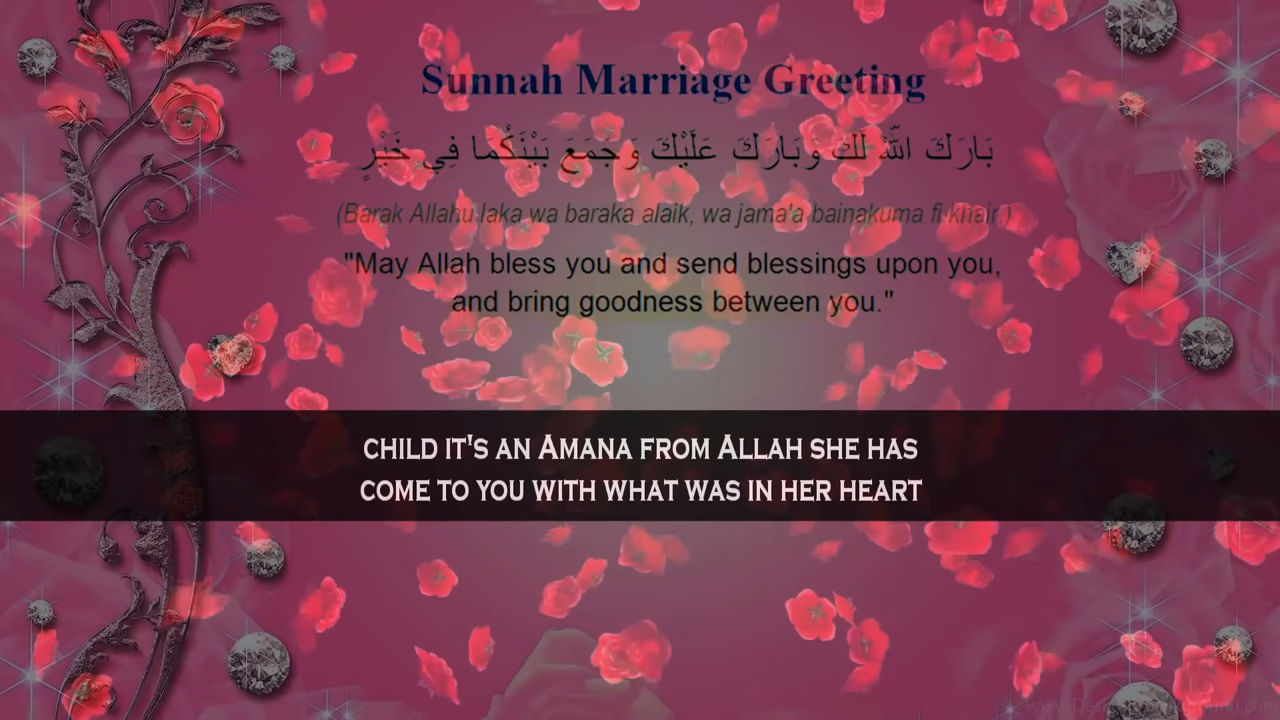 Sunnah Marriage Greeting
بَارَكَ اللَّهُ لَكَ وَبَارَكَ عَلَيْكَ وَجَمَعَ بَيْنَكُمَا فِي خَيْرٍ
(Barak Allahu laka wa baraka alaik, wa jama'a bainakuma fi khair.)
"May Allah bless you and send blessings upon you,
and bring goodness between you."
CHILD IT'S AN AMANA FROM ALLAH SHE HAS
COME TO YOU WITH WHAT WAS IN HER HEART